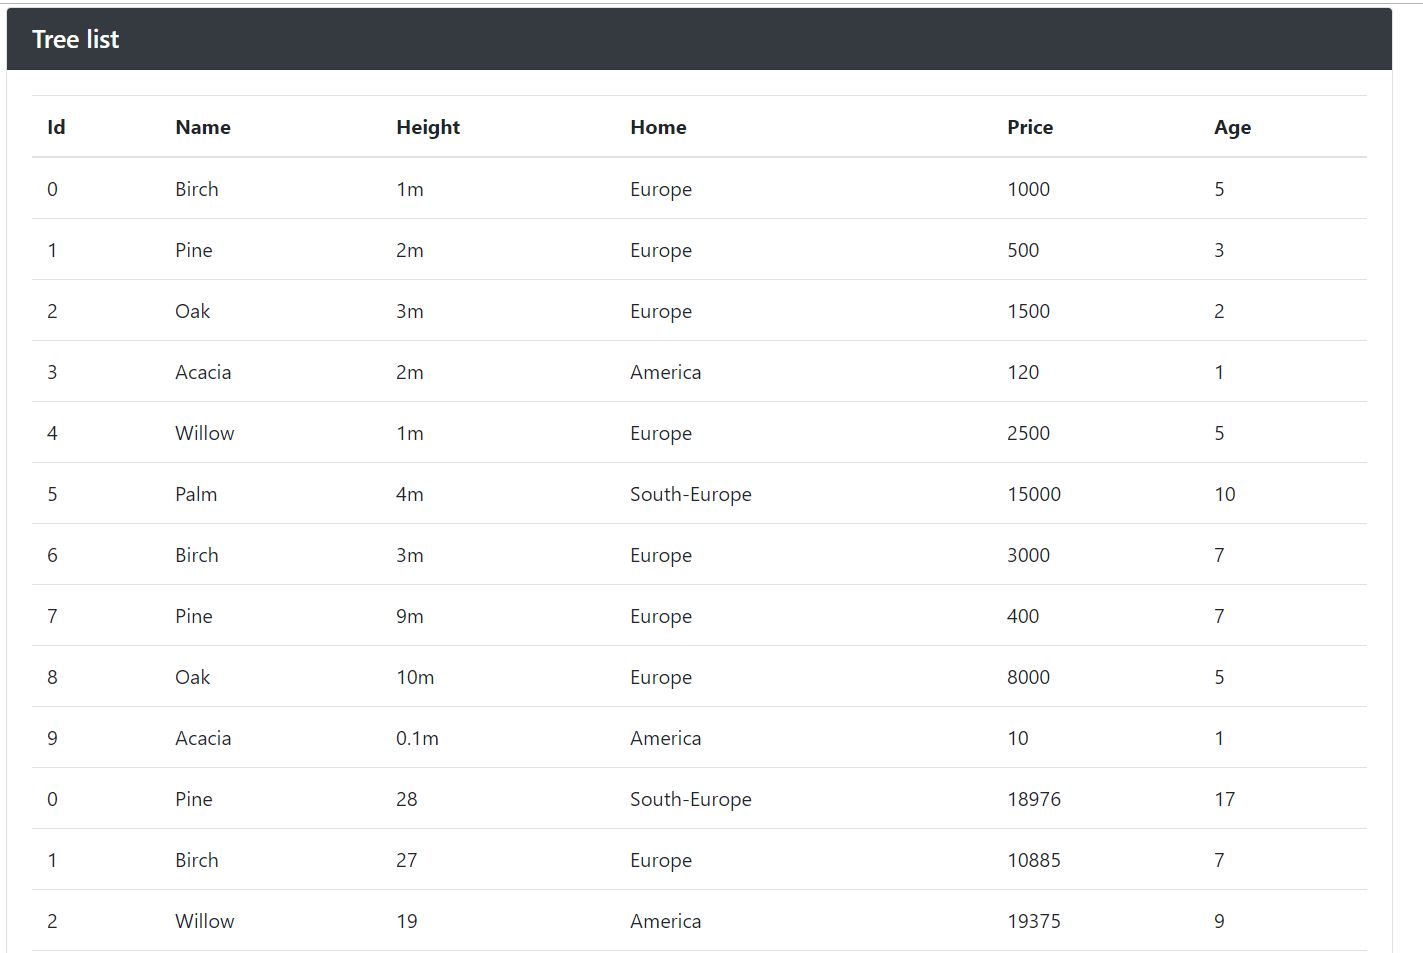 Tree list
Id Name Height Home Price Age
0 Birch 1m Europe 1000 5
1 Pine 2m Europe 500 3
2 Oak 3m Europe 1500 2
3 Acacia 2m America 120 1
4 Willow 1m Europe 2500 5
5 Palm 4m South-Europe 15000 10
6 Birch 3m Europe 3000 7
7 Pine 9m Europe 400 7
8 Oak 10m Europe 8000 5
9 Acacia 0.1m America 10 1
0 Pine 28 South-Europe 18976 17
1 Birch 27 Europe 10885 7
2 Willow 19 America 19375 9